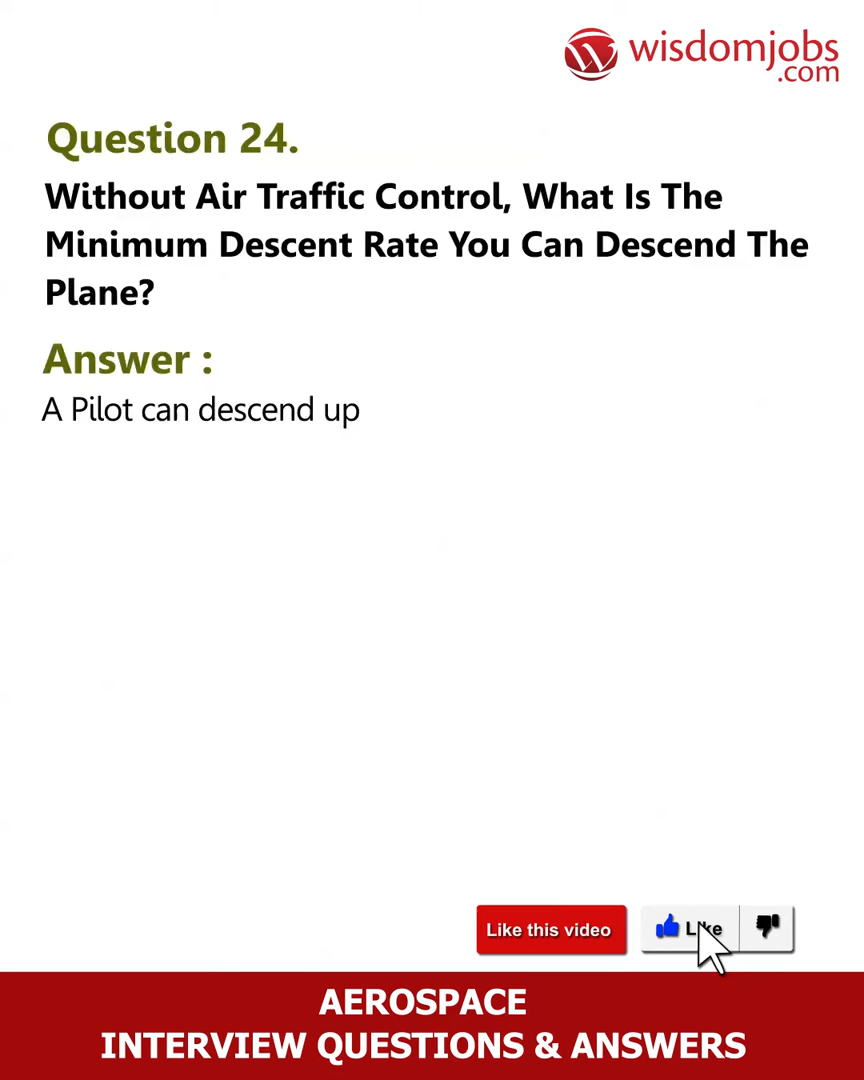 wisdomjobs
.com
Question 24.
Without Air Traffic Control, What Is The
Minimum Descent Rate You Can Descend The
Plane?
Answer :
A Pilot can descend up
Like this video
Like
AEROSPACE
INTERVIEW QUESTIONS & ANSWERS